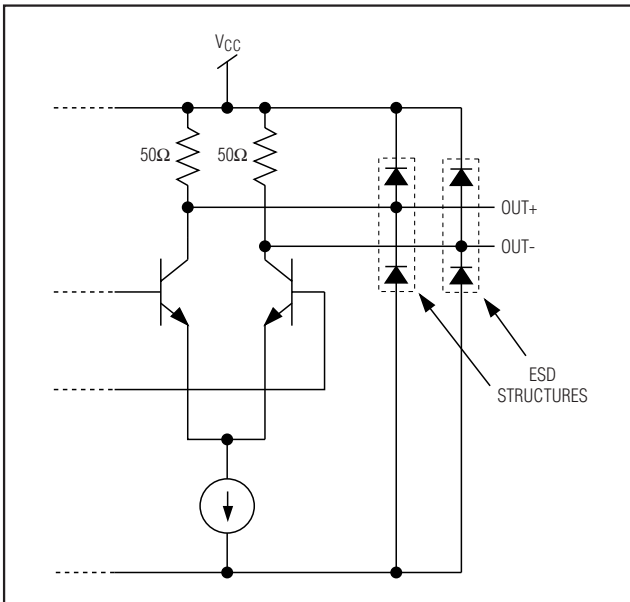 VCC
50Ω
50Ω
OUT+
OUT-
ESD
STRUCTURES